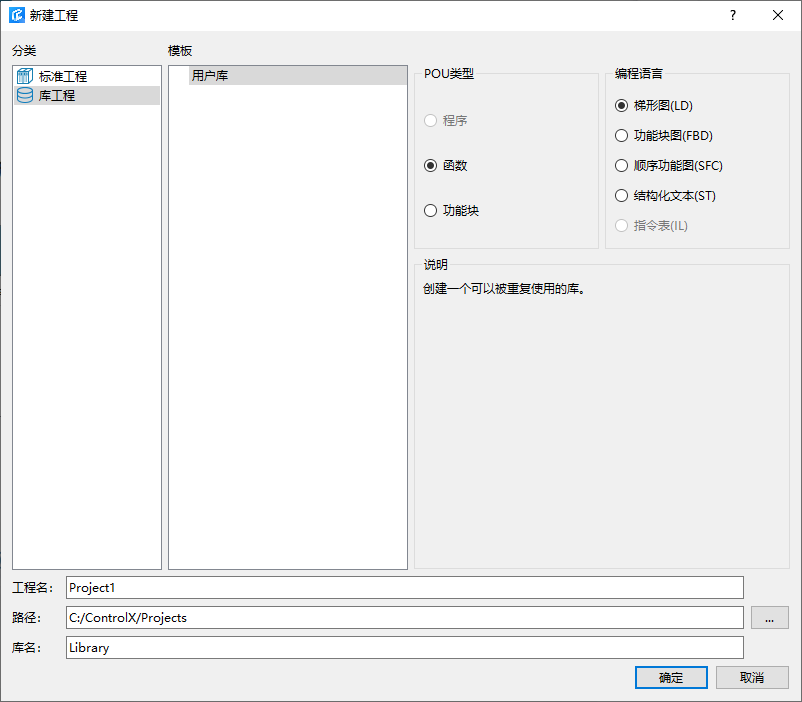 新建工程
?
分类
标准工程
库工程
模板
用户库
POU类型
程序
函数
功能块
编程语言
梯形图(LD)
功能块图(FBD)
顺序功能图(SFC)
结构化文本(ST)
指令表(IL)
说明
创建一个可以被重复使用的库。
工程名: Project1
路径: C:/ControlX/Projects ...
库名: Library
确定 取消